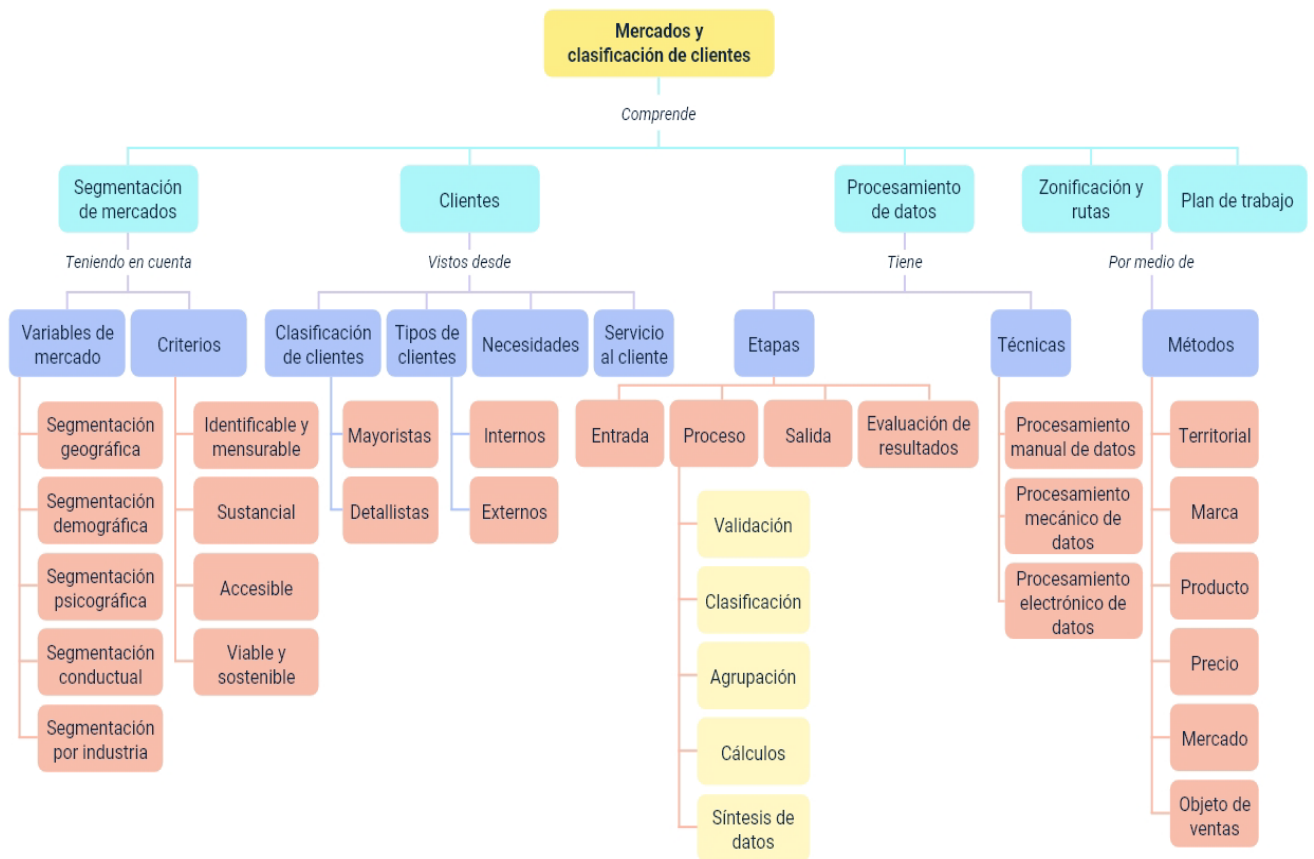 Mercados y
clasificación de clientes
Comprende
Segmentación
de mercados
Clientes
Procesamiento
de datos
Zonificación y
rutas
Plan de trabajo
Teniendo en cuenta
Vistos desde
Tiene
Por medio de
Variables de
mercado
Criterios
Clasificación
de clientes
Tipos de
clientes
Necesidades
Servicio
al cliente
Etapas
Técnicas
Métodos
Segmentación
geográfica
Segmentación
demográfica
Segmentación
psicográfica
Segmentación
conductual
Segmentación
por industria
Identificable y
mensurable
Sustancial
Accesible
Viable y
sostenible
Mayoristas
Detallistas
Internos
Externos
Entrada
Proceso
Salida
Evaluación de
resultados
Validación
Clasificación
Agrupación
Cálculos
Síntesis de
datos
Procesamiento
manual de datos
Procesamiento
mecánico de
datos
Procesamiento
electrónico de
datos
Territorial
Marca
Producto
Precio
Mercado
Objeto de
ventas